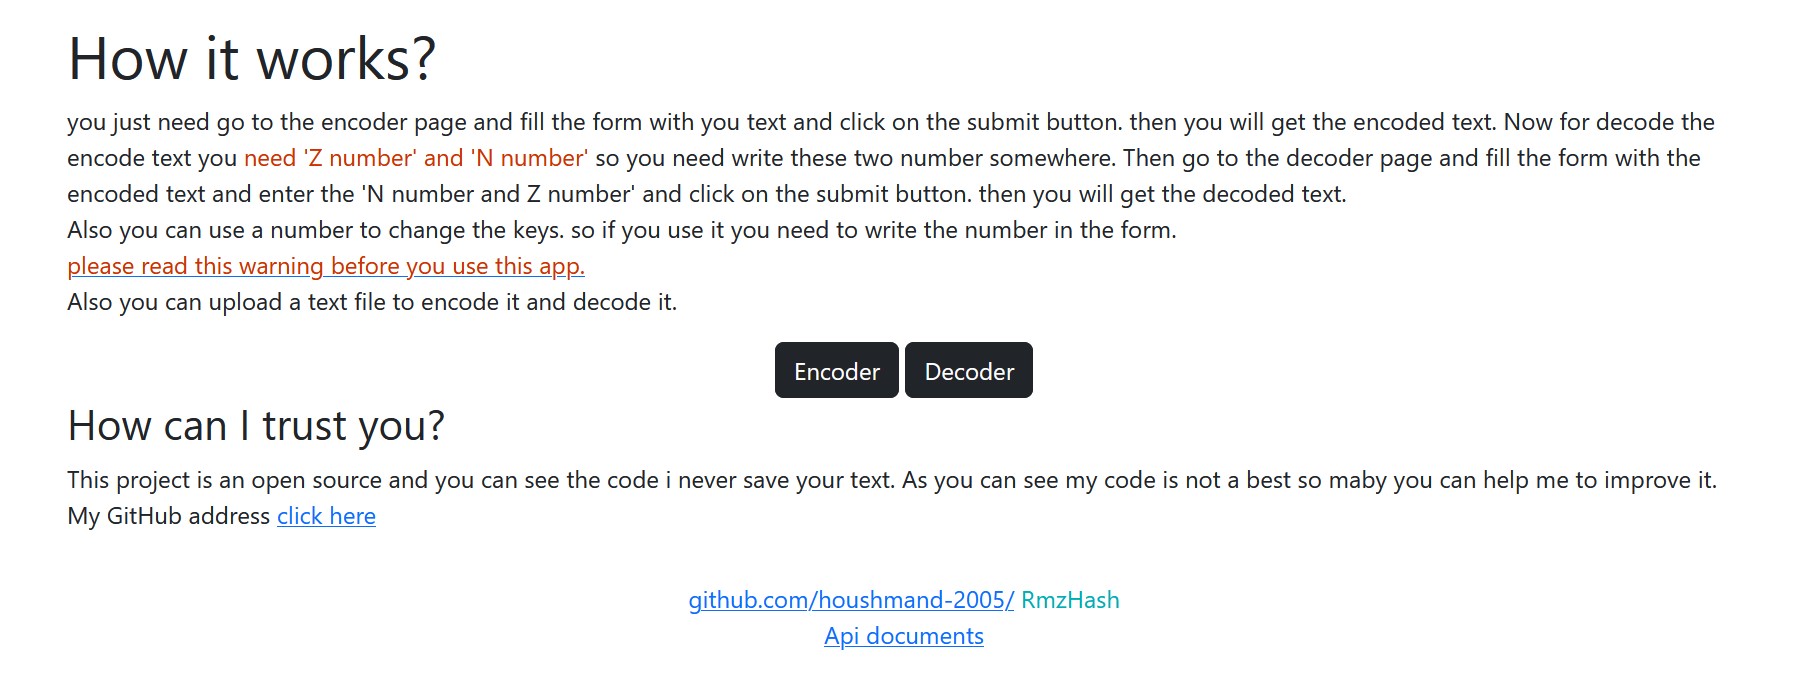 How it works?
you just need go to the encoder page and fill the form with you text and click on the submit button. then you will get the encoded text. Now for decode the
encode text you need 'Z number' and 'N number' so you need write these two number somewhere. Then go to the decoder page and fill the form with the
encoded text and enter the 'N number and Z number' and click on the submit button. then you will get the decoded text.
Also you can use a number to change the keys. so if you use it you need to write the number in the form.
please read this warning before you use this app.
Also you can upload a text file to encode it and decode it.
Encoder Decoder
How can I trust you?
This project is an open source and you can see the code i never save your text. As you can see my code is not a best so maby you can help me to improve it.
My GitHub address click here
github.com/houshmand-2005/ RmzHash
Api documents